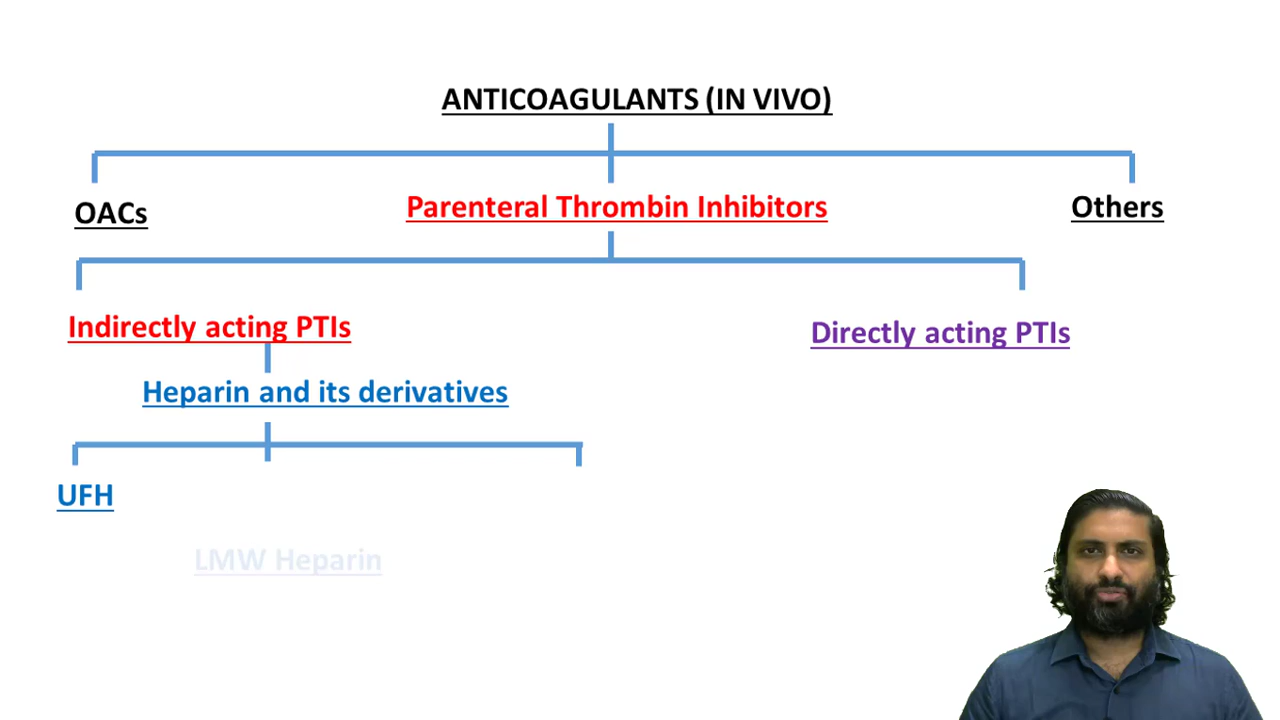 ANTICOAGULANTS (IN VIVO)
OACs
Parenteral Thrombin Inhibitors
Others
Indirectly acting PTIs
Directly acting PTIs
Heparin and its derivatives
UFH
LMW Heparin